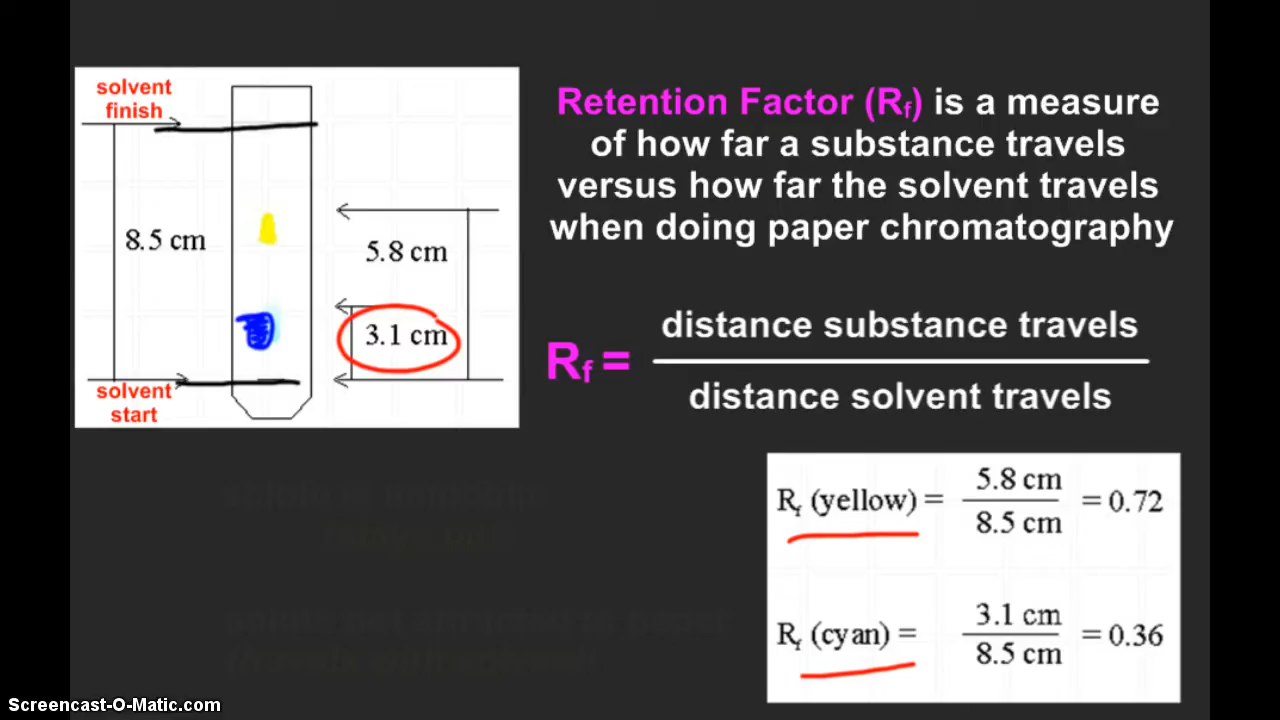 solvent
finish
8.5 cm
5.8 cm
3.1 cm
solvent
start
Retention Factor (Rf) is a measure
of how far a substance travels
versus how far the solvent travels
when doing paper chromatography
Rf = distance substance travels
distance solvent travels
Rf (yellow) = 5.8 cm
8.5 cm = 0.72
Rf (cyan) = 3.1 cm
8.5 cm = 0.36
Screencast-O-Matic.com